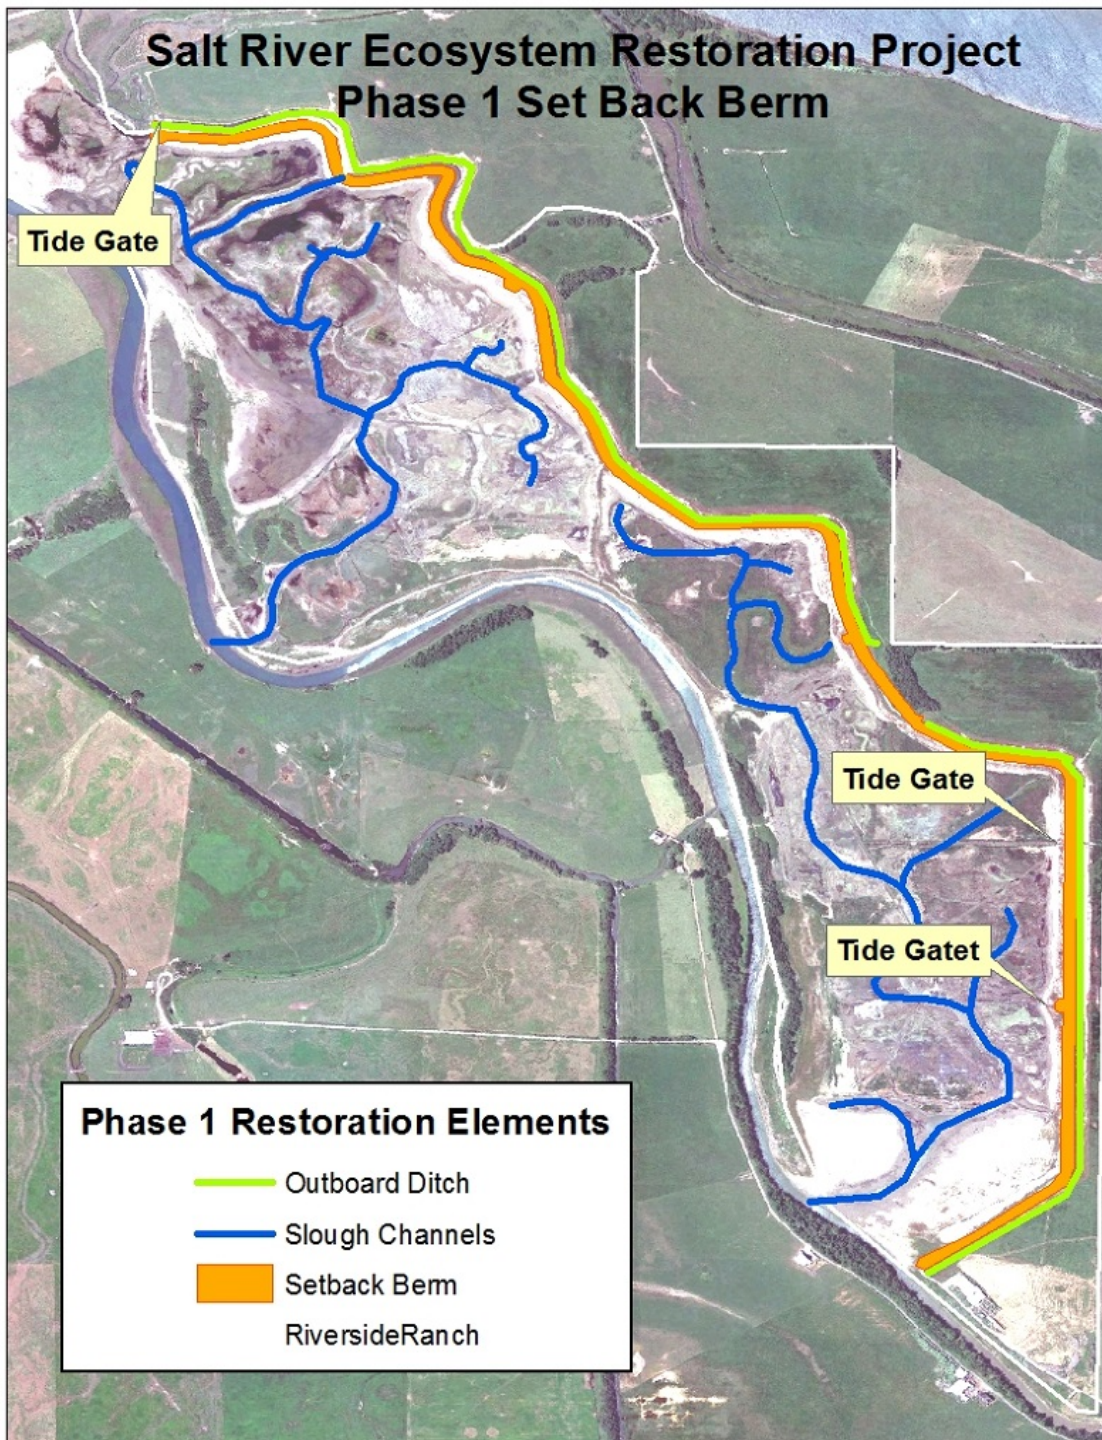 Salt River Ecosystem Restoration Project
Phase 1 Set Back Berm
Tide Gate
Tide Gate
Tide Gatet
Phase 1 Restoration Elements
Outboard Ditch
Slough Channels
Setback Berm
RiversideRanch